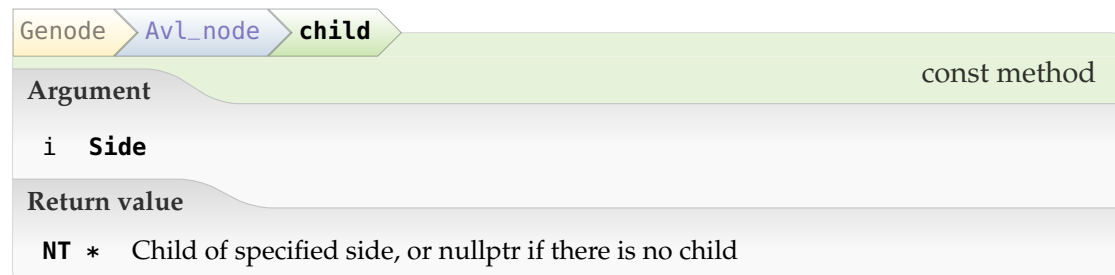 Genode Avl_node child
const method
Argument
i Side
Return value
NT * Child of specified side, or nullptr if there is no child